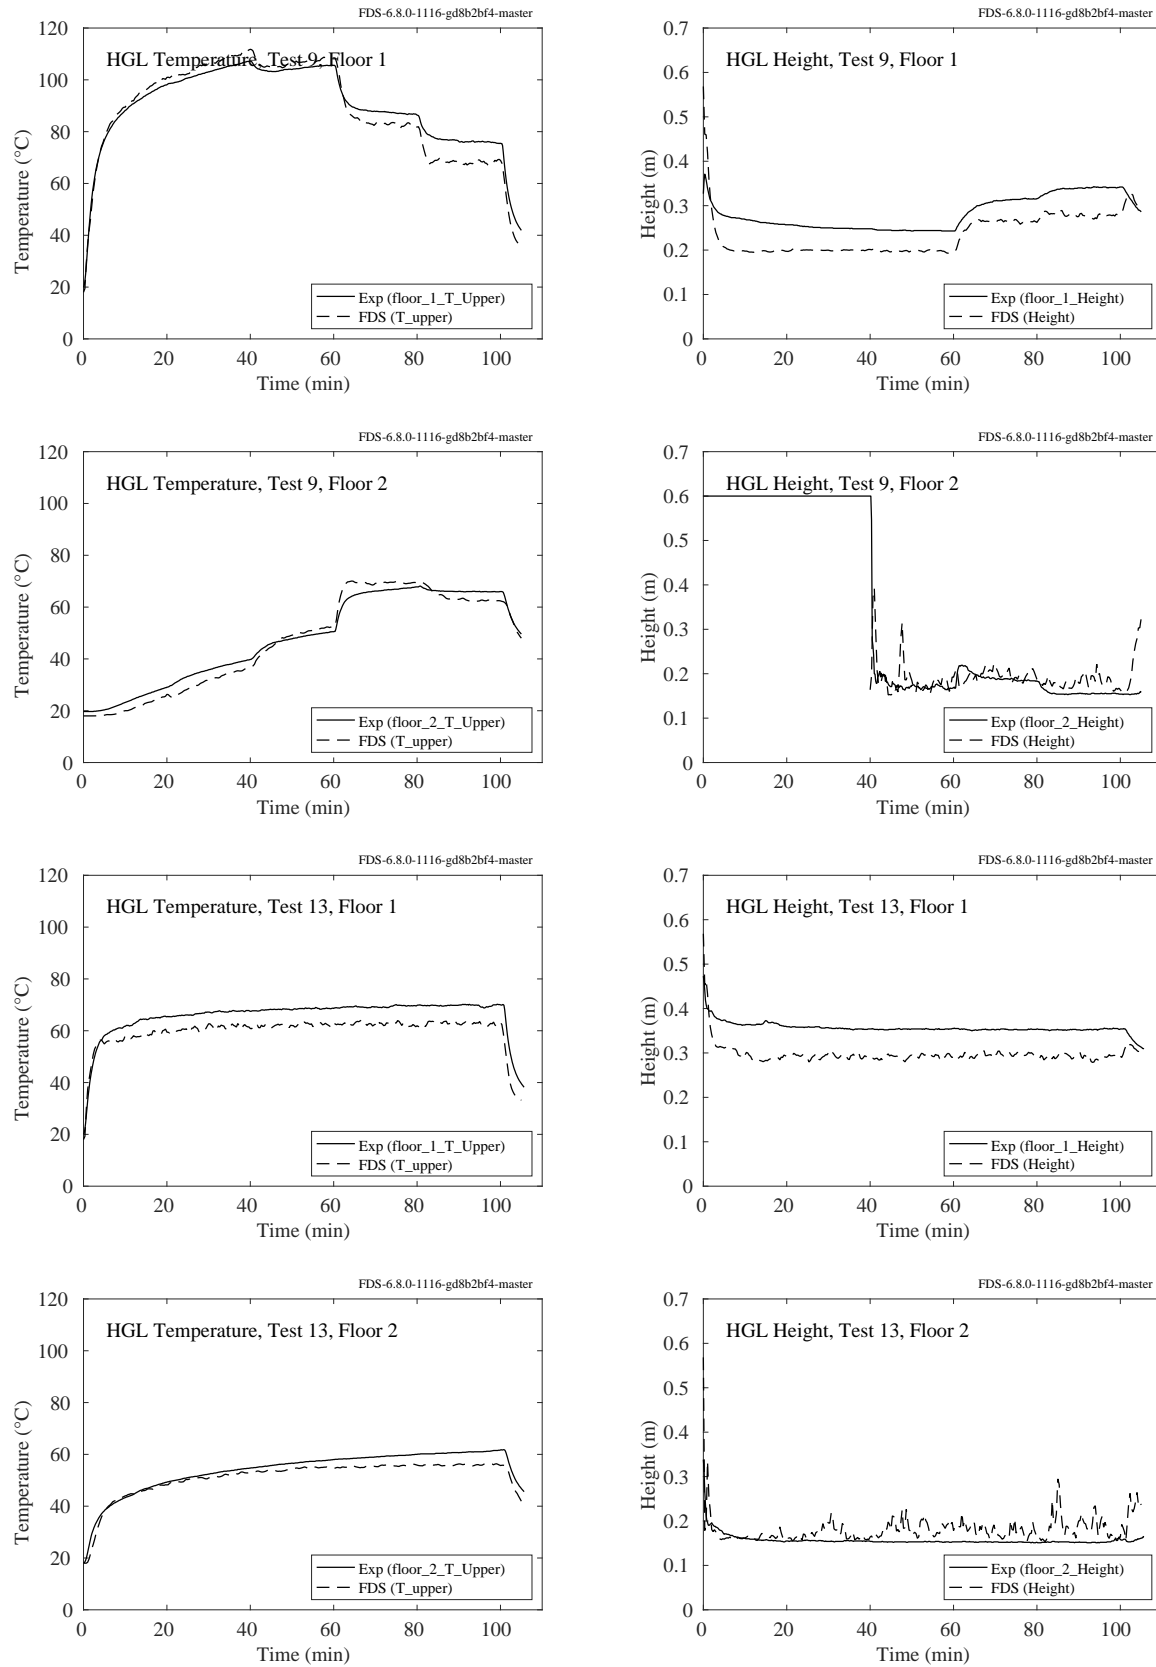 FDS-6.8.0-1116-gd8b2bf4-master
HGL Temperature, Test 9, Floor 1
Temperature (°C)
120
100
80
60
40
20
0
0 20 40 60 80 100
Time (min)
Exp (floor_1_T_Upper)
FDS (T_upper)
FDS-6.8.0-1116-gd8b2bf4-master
HGL Height, Test 9, Floor 1
Height (m)
0.7
0.6
0.5
0.4
0.3
0.2
0.1
0
0 20 40 60 80 100
Time (min)
Exp (floor_1_Height)
FDS (Height)
FDS-6.8.0-1116-gd8b2bf4-master
HGL Temperature, Test 9, Floor 2
Temperature (°C)
120
100
80
60
40
20
0
0 20 40 60 80 100
Time (min)
Exp (floor_2_T_Upper)
FDS (T_upper)
FDS-6.8.0-1116-gd8b2bf4-master
HGL Height, Test 9, Floor 2
Height (m)
0.7
0.6
0.5
0.4
0.3
0.2
0.1
0
0 20 40 60 80 100
Time (min)
Exp (floor_2_Height)
FDS (Height)
FDS-6.8.0-1116-gd8b2bf4-master
HGL Temperature, Test 13, Floor 1
Temperature (°C)
120
100
80
60
40
20
0
0 20 40 60 80 100
Time (min)
Exp (floor_1_T_Upper)
FDS (T_upper)
FDS-6.8.0-1116-gd8b2bf4-master
HGL Height, Test 13, Floor 1
Height (m)
0.7
0.6
0.5
0.4
0.3
0.2
0.1
0
0 20 40 60 80 100
Time (min)
Exp (floor_1_Height)
FDS (Height)
FDS-6.8.0-1116-gd8b2bf4-master
HGL Temperature, Test 13, Floor 2
Temperature (°C)
120
100
80
60
40
20
0
0 20 40 60 80 100
Time (min)
Exp (floor_2_T_Upper)
FDS (T_upper)
FDS-6.8.0-1116-gd8b2bf4-master
HGL Height, Test 13, Floor 2
Height (m)
0.7
0.6
0.5
0.4
0.3
0.2
0.1
0
0 20 40 60 80 100
Time (min)
Exp (floor_2_Height)
FDS (Height)